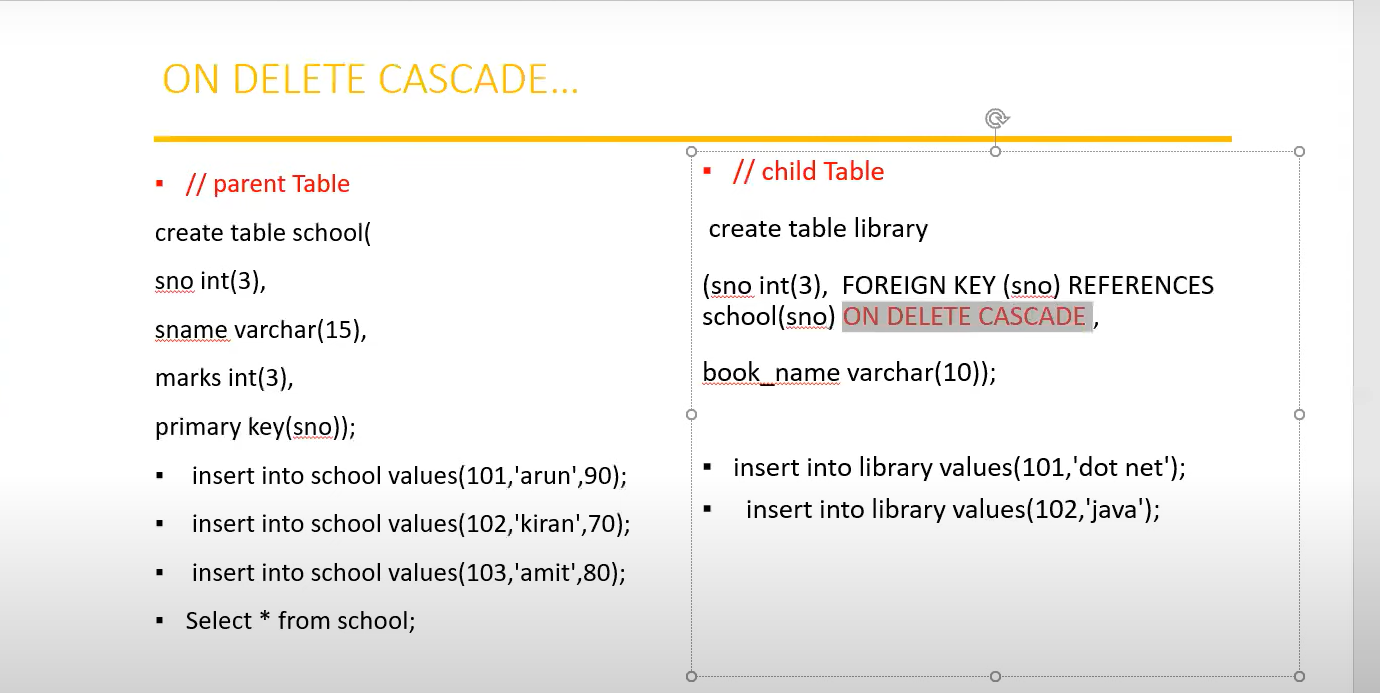 ON DELETE CASCADE...
▪ // parent Table
create table school(
sno int(3),
sname varchar(15),
marks int(3),
primary key(sno));
▪ insert into school values(101,'arun',90);
▪ insert into school values(102,'kiran',70);
▪ insert into school values(103,'amit',80);
▪ Select * from school;
▪ // child Table
create table library
(sno int(3), FOREIGN KEY (sno) REFERENCES
school(sno) ON DELETE CASCADE ,
book_name varchar(10));
▪ insert into library values(101,'dot net');
▪ insert into library values(102,'java');